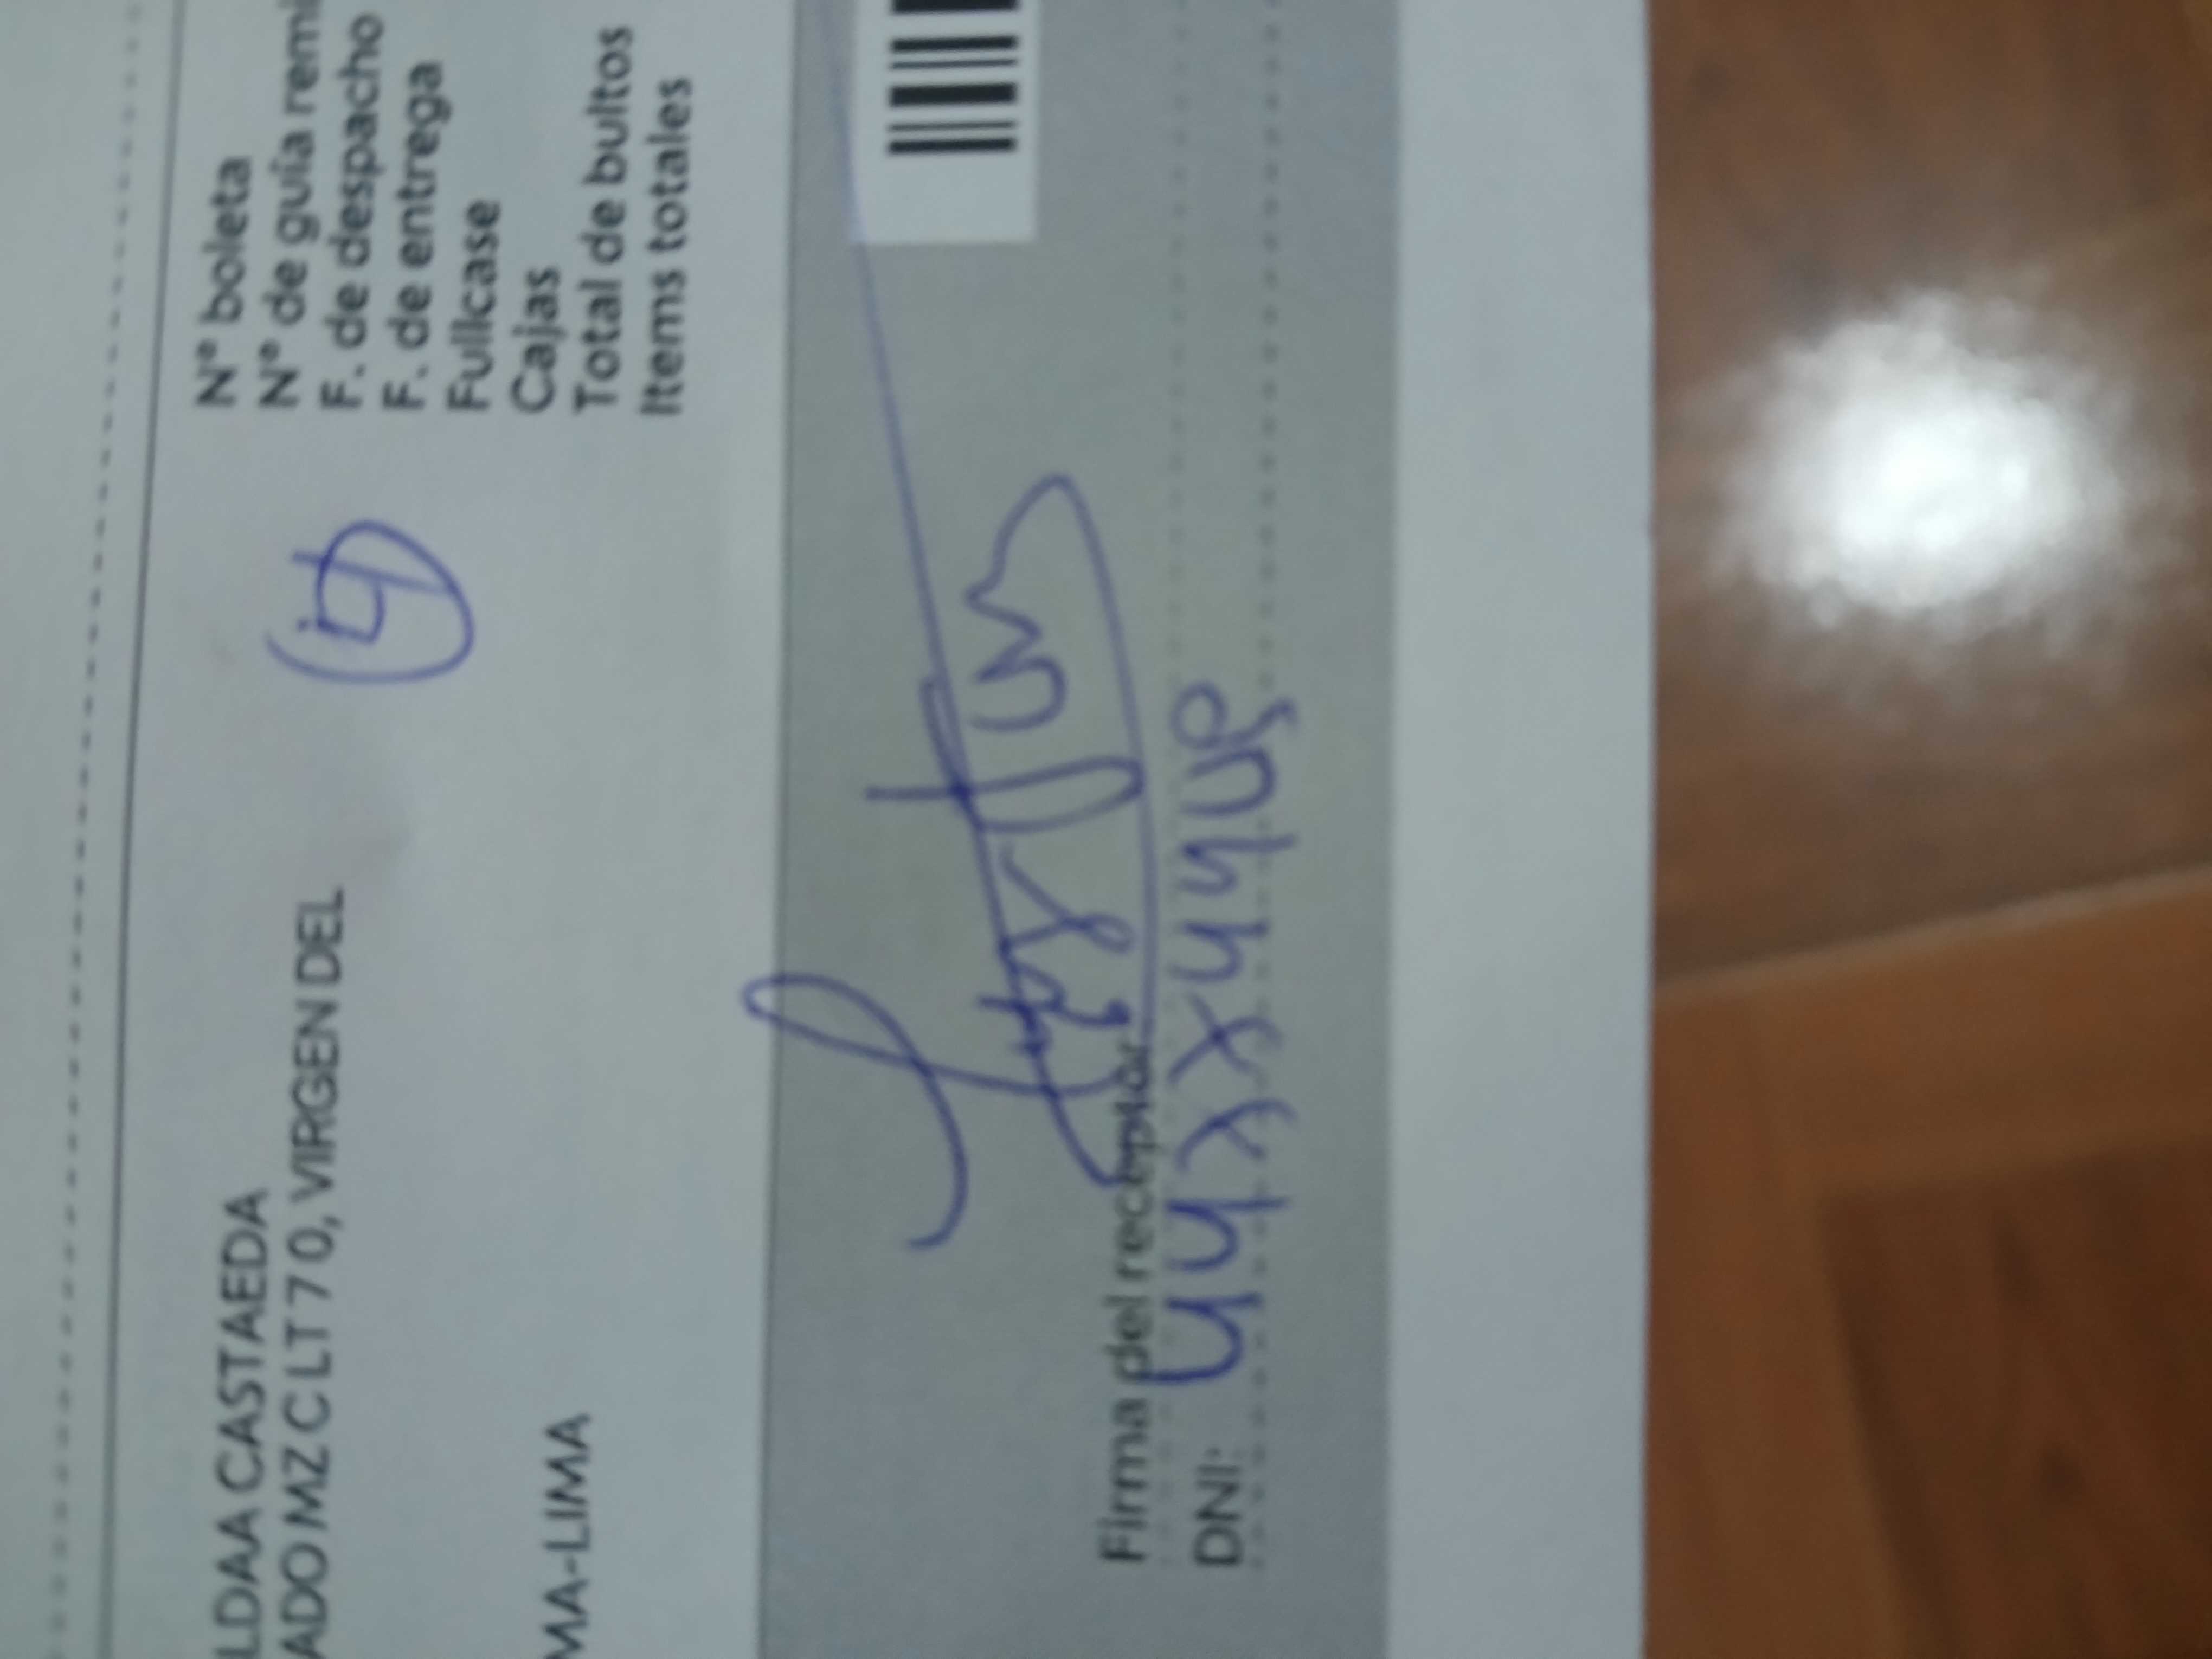 LDAA CASTAEDA
ADO MZ C LT 7 0, VIRGEN DEL
MA-LIMA
N° boleta
N° de guía remi
F. de despacho
F. de entrega
Fullcase
Cajas
Total de bultos
Items totales
Firma del receptor
DNI: